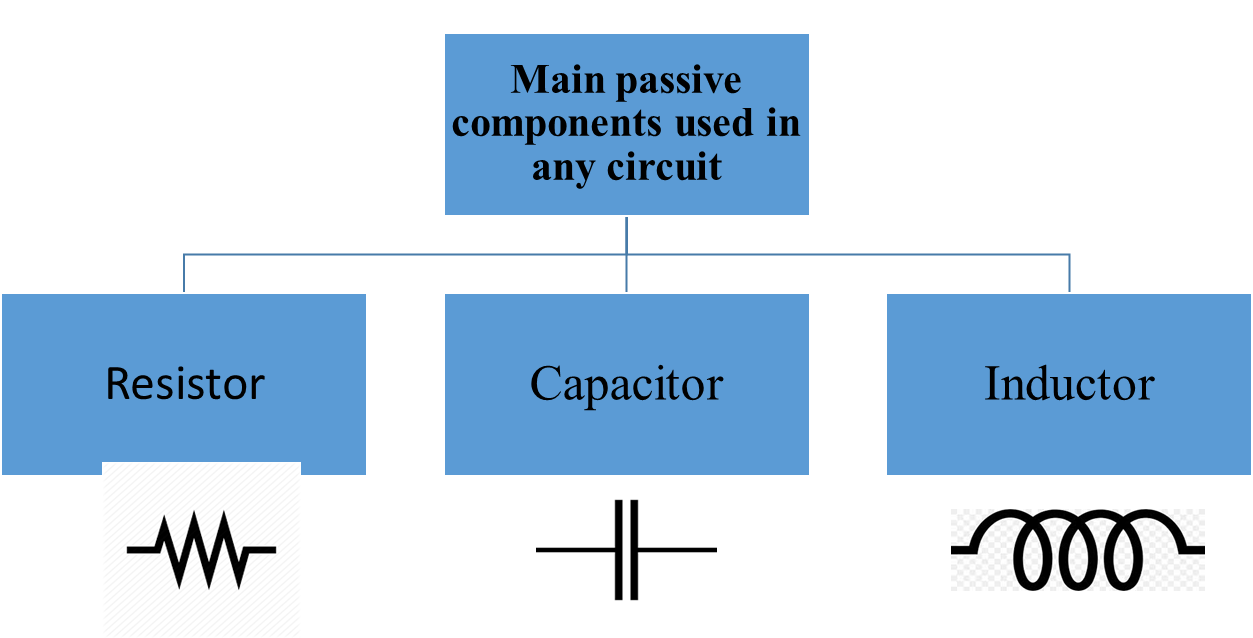 Main passive
components used in
any circuit
Resistor
Capacitor
Inductor